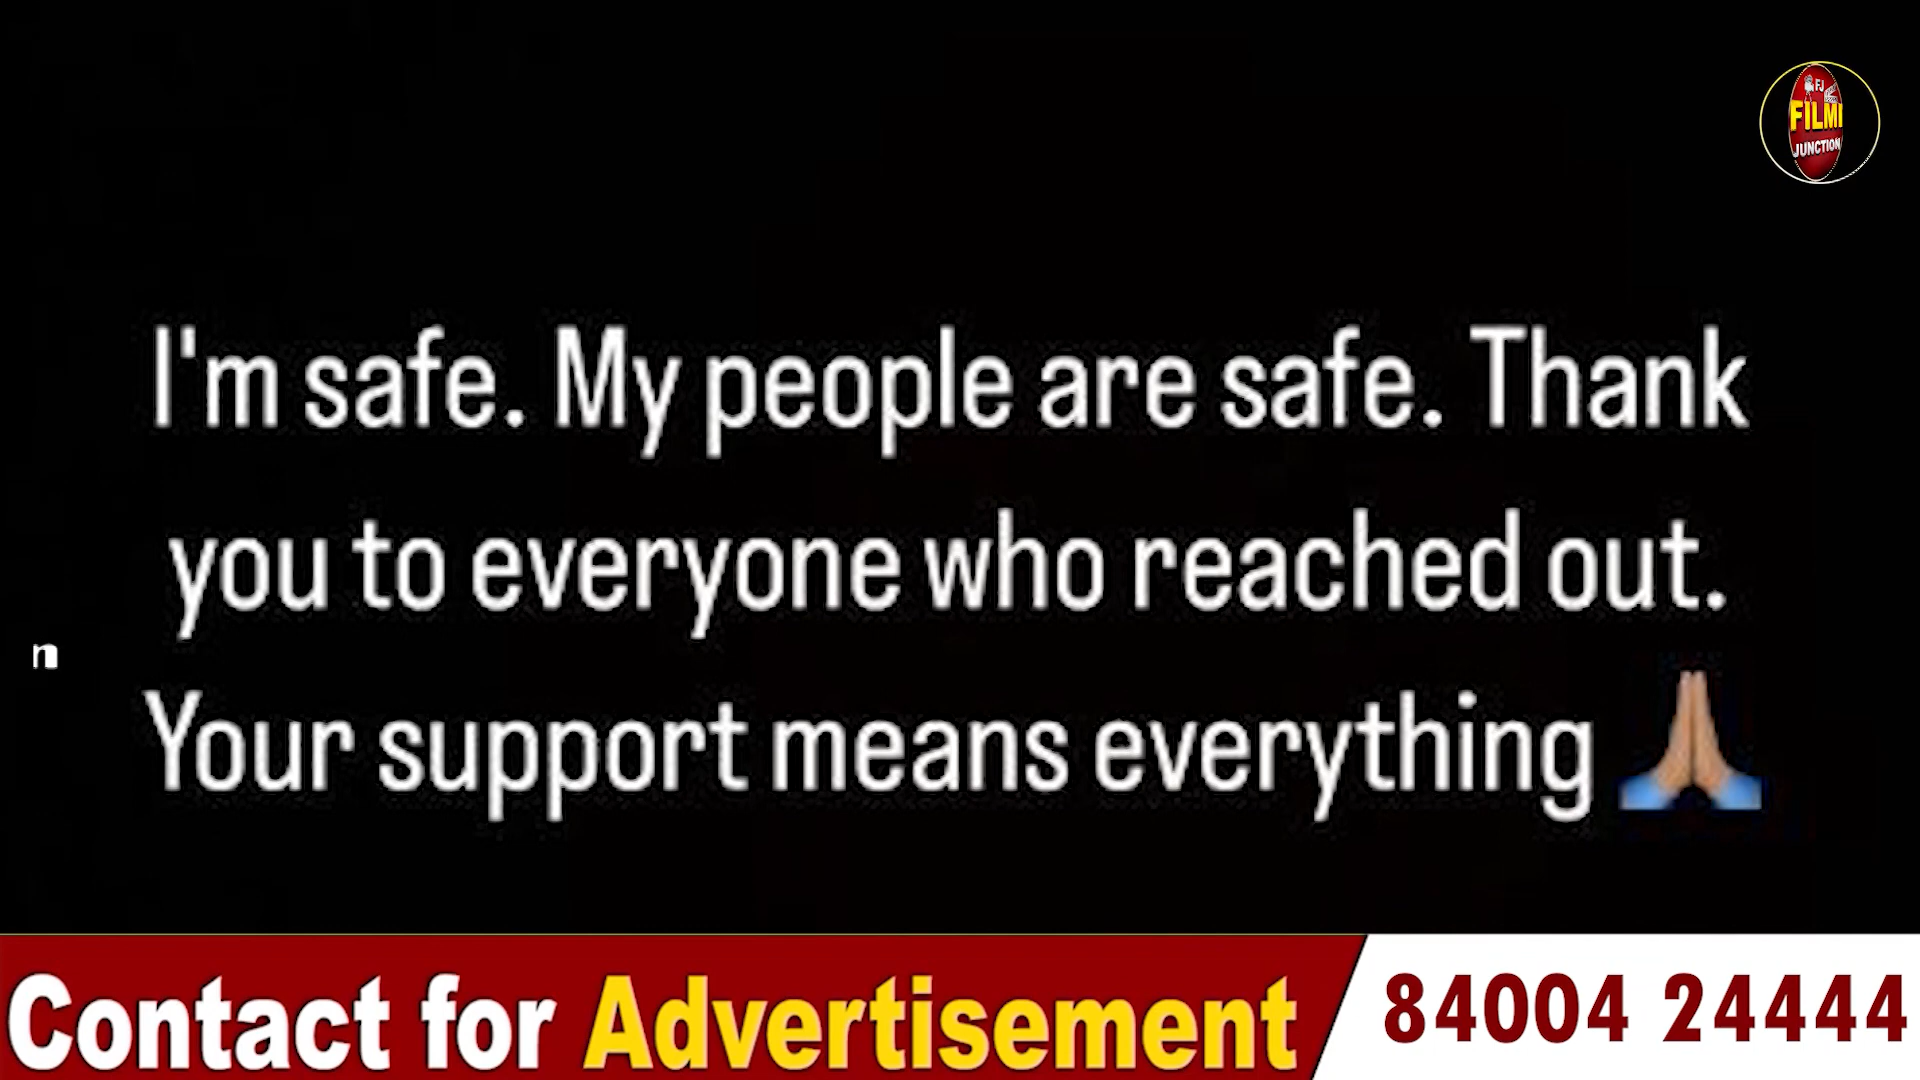 FJ
FILMI
JUNCTION
I'm safe. My people are safe. Thank
you to everyone who reached out.
n
Your support means everything 🙏🏽
Contact for Advertisement
84004 24444